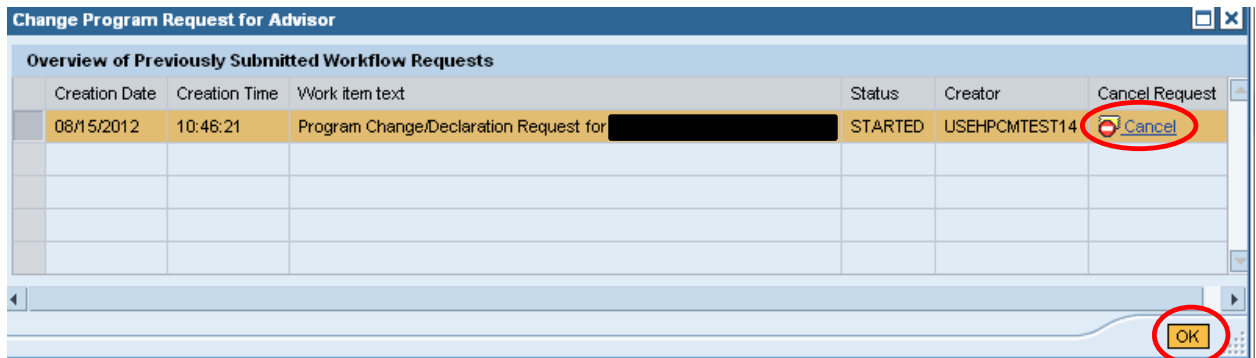 Change Program Request for Advisor
Overview of Previously Submitted Workflow Requests
Creation Date Creation Time Work item text Status Creator Cancel Request
08/15/2012 10:46:21 Program Change/Declaration Request for STARTED USEHPCMTEST14 Cancel
OK